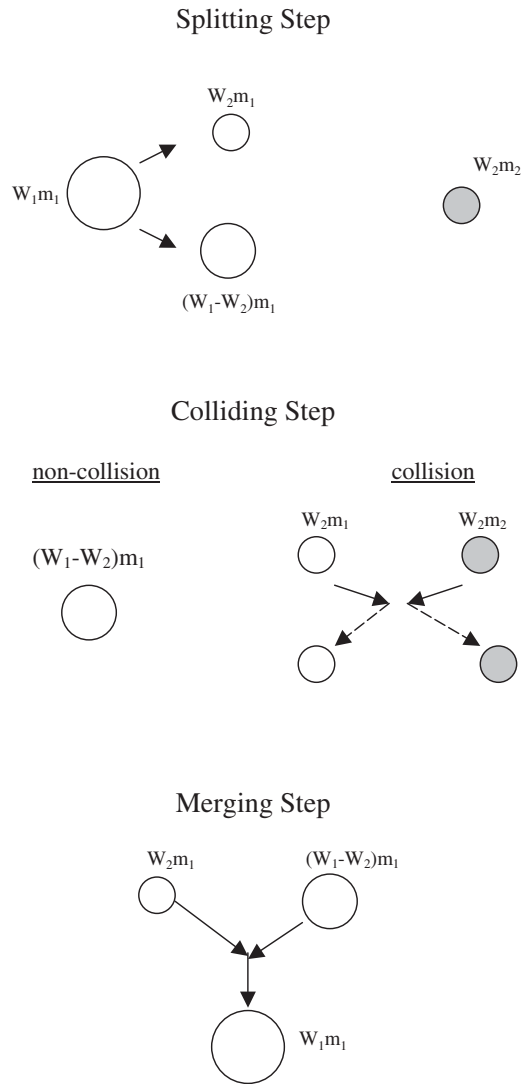 Splitting Step
W₂m₁
W₂m₂
W₁m₁
(W₁-W₂)m₁
Colliding Step
non-collision
collision
W₂m₁
W₂m₂
(W₁-W₂)m₁
Merging Step
W₂m₁
(W₁-W₂)m₁
W₁m₁